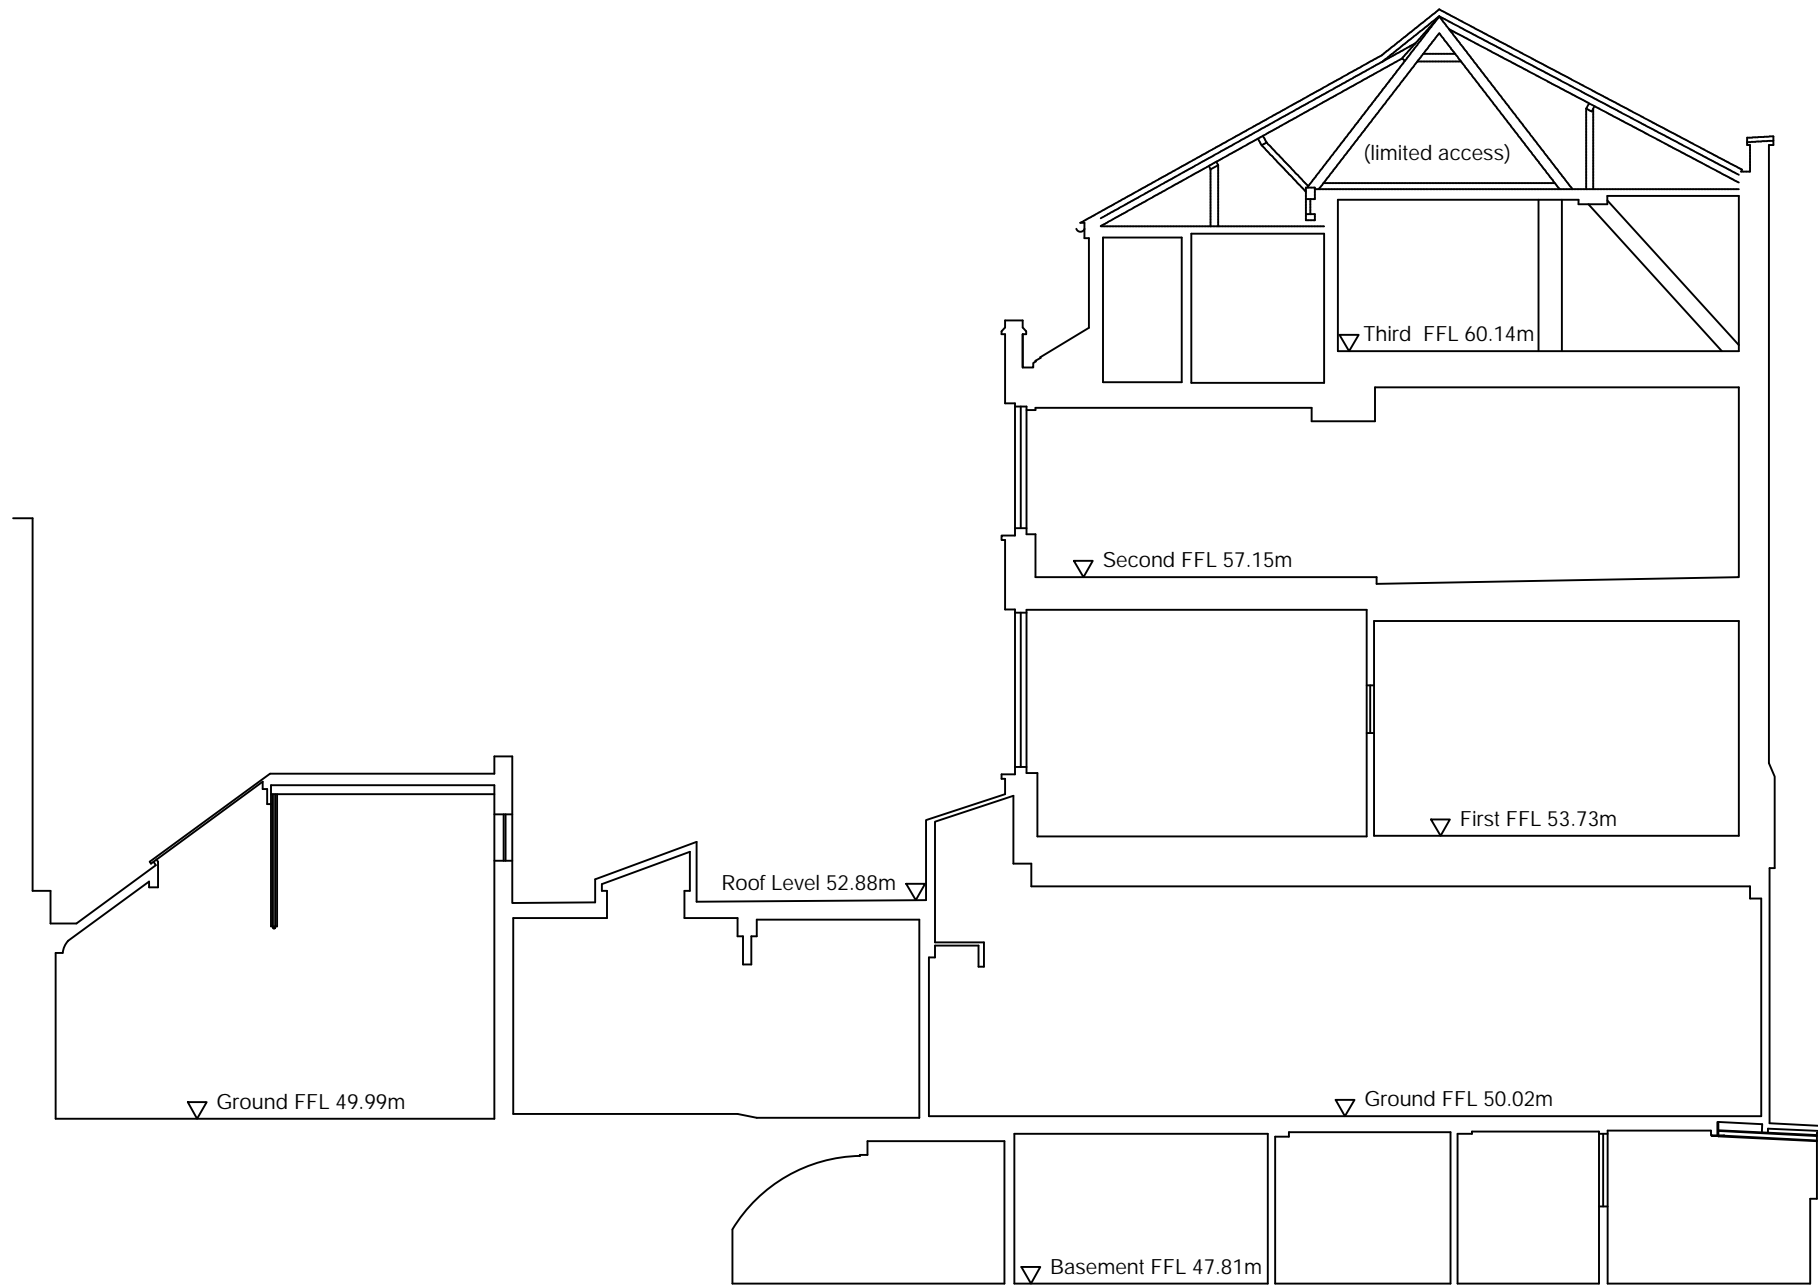 (limited access)
Third FFL 60.14m
Second FFL 57.15m
First FFL 53.73m
Roof Level 52.88m
Ground FFL 49.99m
Ground FFL 50.02m
Basement FFL 47.81m